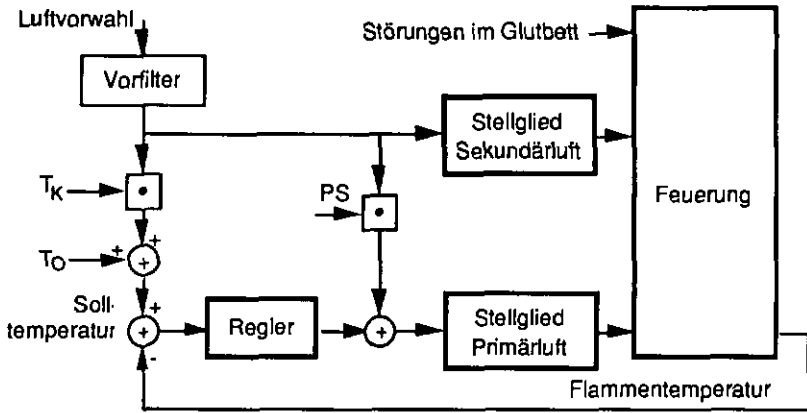 Luftvorwahl
Störungen im Glutbett
Vorfilter
Stellglied
Sekundärluft
Feuerung
TK
PS
+
+
TO
+
Soll-
temperatur
+
+
-
Regler
+
Stellglied
Primärluft
Flammentemperatur